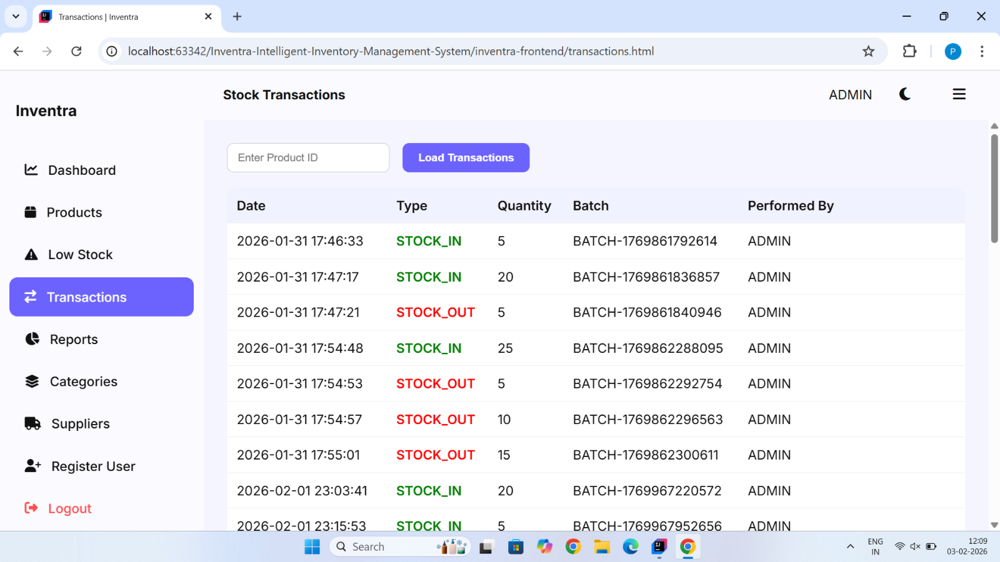 Transactions | Inventra
localhost:63342/Inventra-Intelligent-Inventory-Management-System/inventra-frontend/transactions.html
P
Inventra
Stock Transactions
ADMIN
Dashboard
Products
Low Stock
Transactions
Reports
Categories
Suppliers
Register User
Logout
Enter Product ID
Load Transactions
Date Type Quantity Batch Performed By
2026-01-31 17:46:33 STOCK_IN 5 BATCH-1769861792614 ADMIN
2026-01-31 17:47:17 STOCK_IN 20 BATCH-1769861836857 ADMIN
2026-01-31 17:47:21 STOCK_OUT 5 BATCH-1769861840946 ADMIN
2026-01-31 17:54:48 STOCK_IN 25 BATCH-1769862288095 ADMIN
2026-01-31 17:54:53 STOCK_OUT 5 BATCH-1769862292754 ADMIN
2026-01-31 17:54:57 STOCK_OUT 10 BATCH-1769862296563 ADMIN
2026-01-31 17:55:01 STOCK_OUT 15 BATCH-1769862300611 ADMIN
2026-02-01 23:03:41 STOCK_IN 20 BATCH-1769967220572 ADMIN
2026-02-01 23:15:53 STOCK_IN 5 BATCH-1769967952656 ADMIN
Search
ENG
IN
12:09
03-02-2026